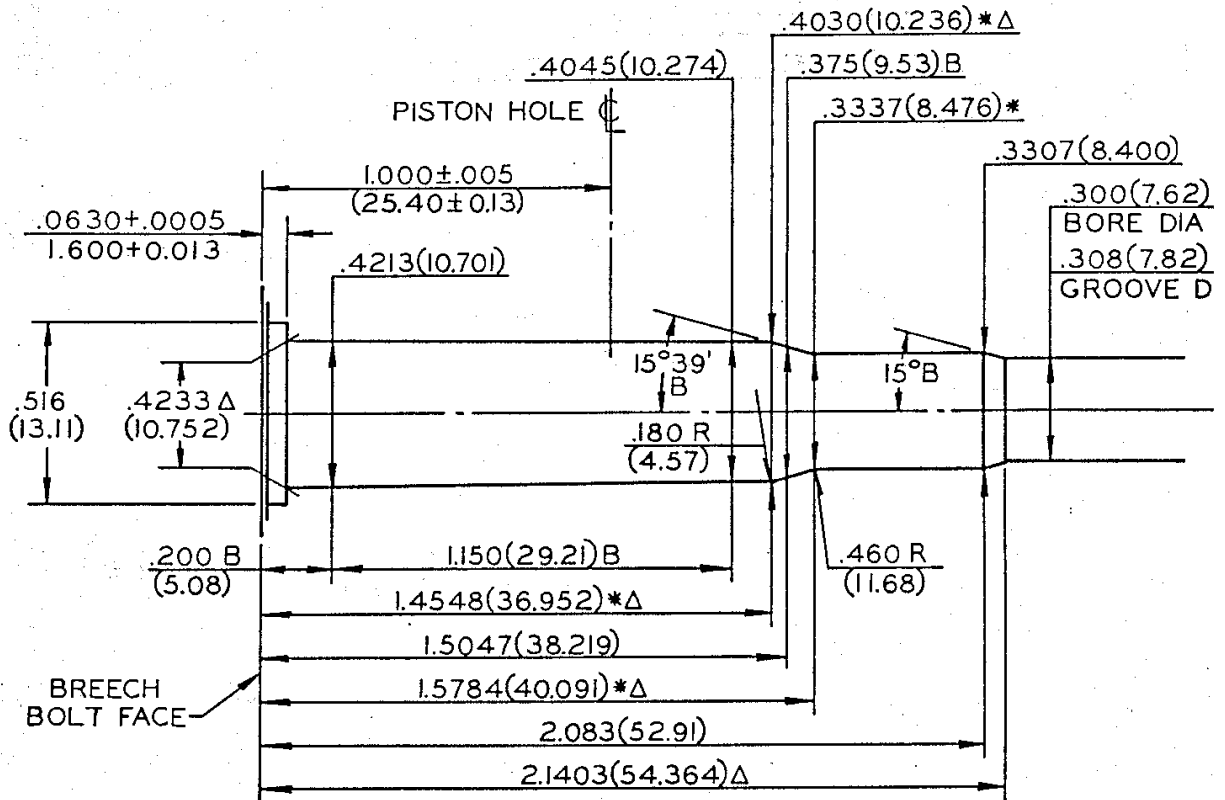 .4030(10.236)*Δ
.4045(10.274)
.375(9.53)B
PISTON HOLE ℄
.3337(8.476)*
.3307(8.400)
1.000±.005
(25.40±0.13)
.300(7.62)
BORE DIA
.0630+.0005
1.600+0.013
.4213(10.701)
.308(7.82)
GROOVE D
15°39'
B
15°B
.516
(13.11)
.4233 Δ
(10.752)
.180 R
(4.57)
.200 B
(5.08)
1.150(29.21)B
.460 R
(11.68)
1.4548(36.952)*Δ
1.5047(38.219)
BREECH
BOLT FACE
1.5784(40.091)*Δ
2.083(52.91)
2.1403(54.364)Δ